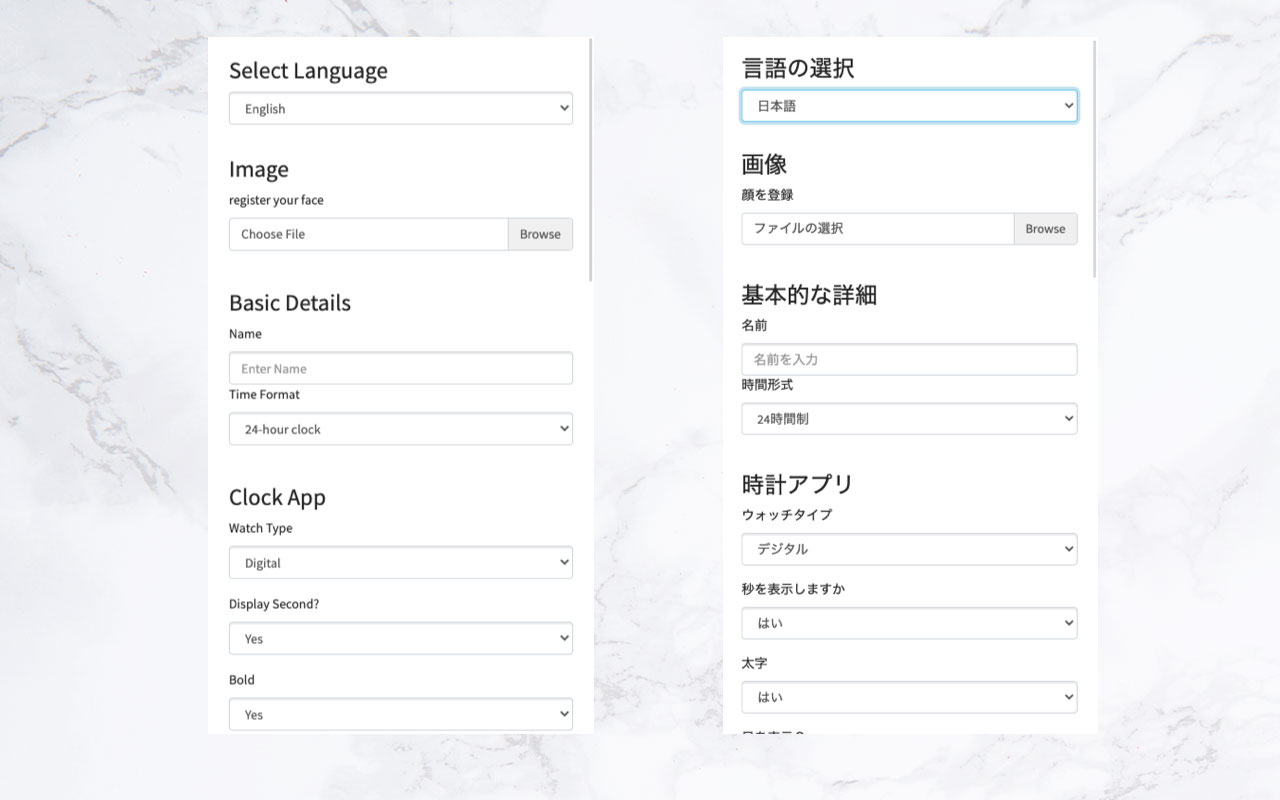 Select Language
English
Image
register your face
Choose File
Browse
Basic Details
Name
Enter Name
Time Format
24-hour clock
Clock App
Watch Type
Digital
Display Second?
Yes
Bold
Yes
言語の選択
日本語
画像
顔を登録
ファイルの選択
Browse
基本的な詳細
名前
名前を入力
時間形式
24時間制
時計アプリ
ウォッチタイプ
デジタル
秒を表示しますか
はい
太字
はい